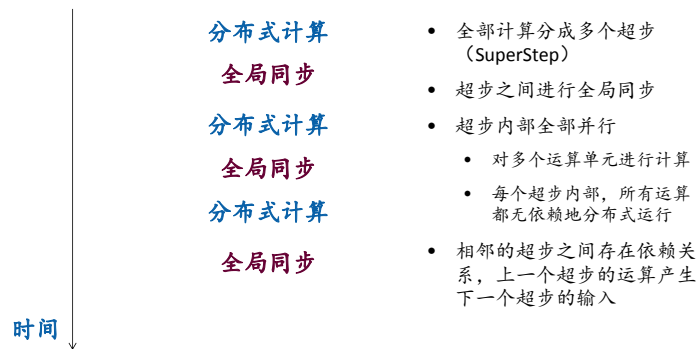 分布式计算
全局同步
分布式计算
全局同步
分布式计算
全局同步
时间
• 全部计算分成多个超步
（SuperStep）
• 超步之间进行全局同步
• 超步内部全部并行
• 对多个运算单元进行计算
• 每个超步内部，所有运算
都无依赖地分布式运行
• 相邻的超步之间存在依赖关
系，上一个超步的运算产生
下一个超步的输入